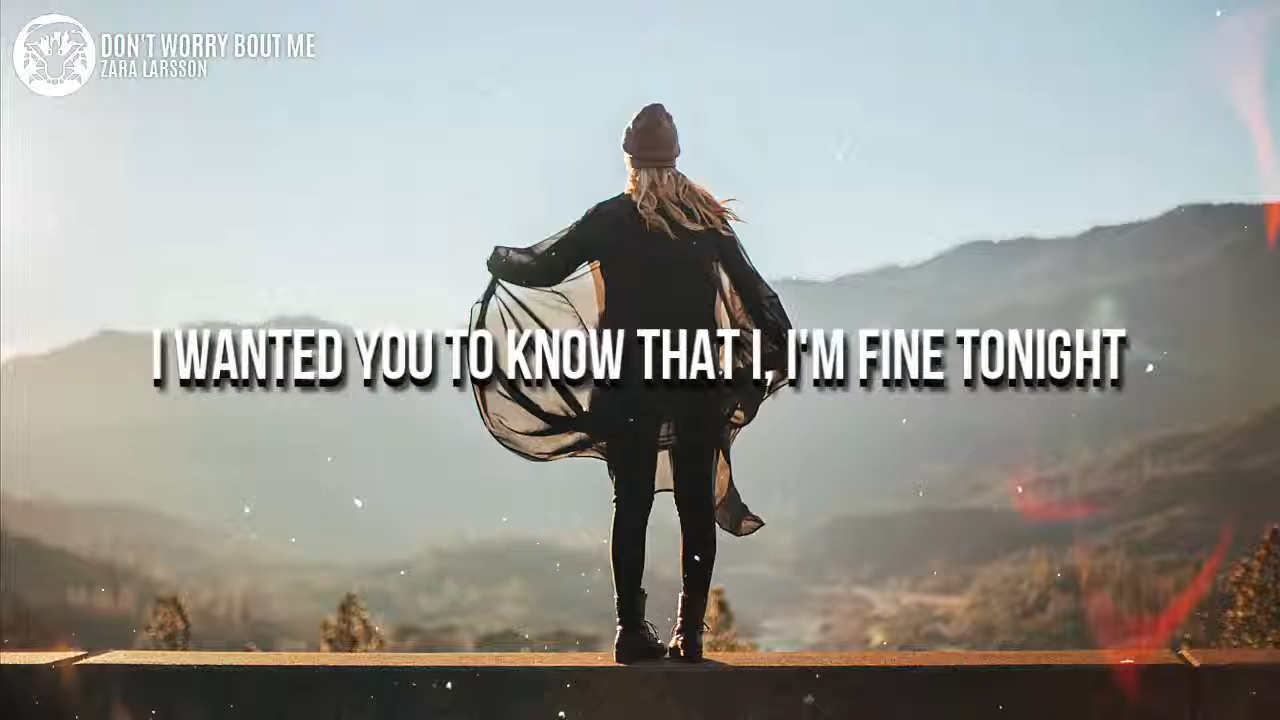 DON'T WORRY BOUT ME
ZARA LARSSON
I WANTED YOU TO KNOW THAT I, I'M FINE TONIGHT